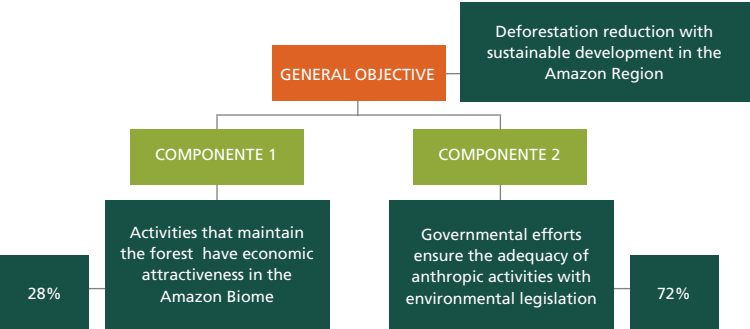 Deforestation reduction with
sustainable development in the
Amazon Region
GENERAL OBJECTIVE
COMPONENTE 1
COMPONENTE 2
Activities that maintain
the forest have economic
attractiveness in the
Amazon Biome
28%
Governmental efforts
ensure the adequacy of
anthropic activities with
environmental legislation
72%